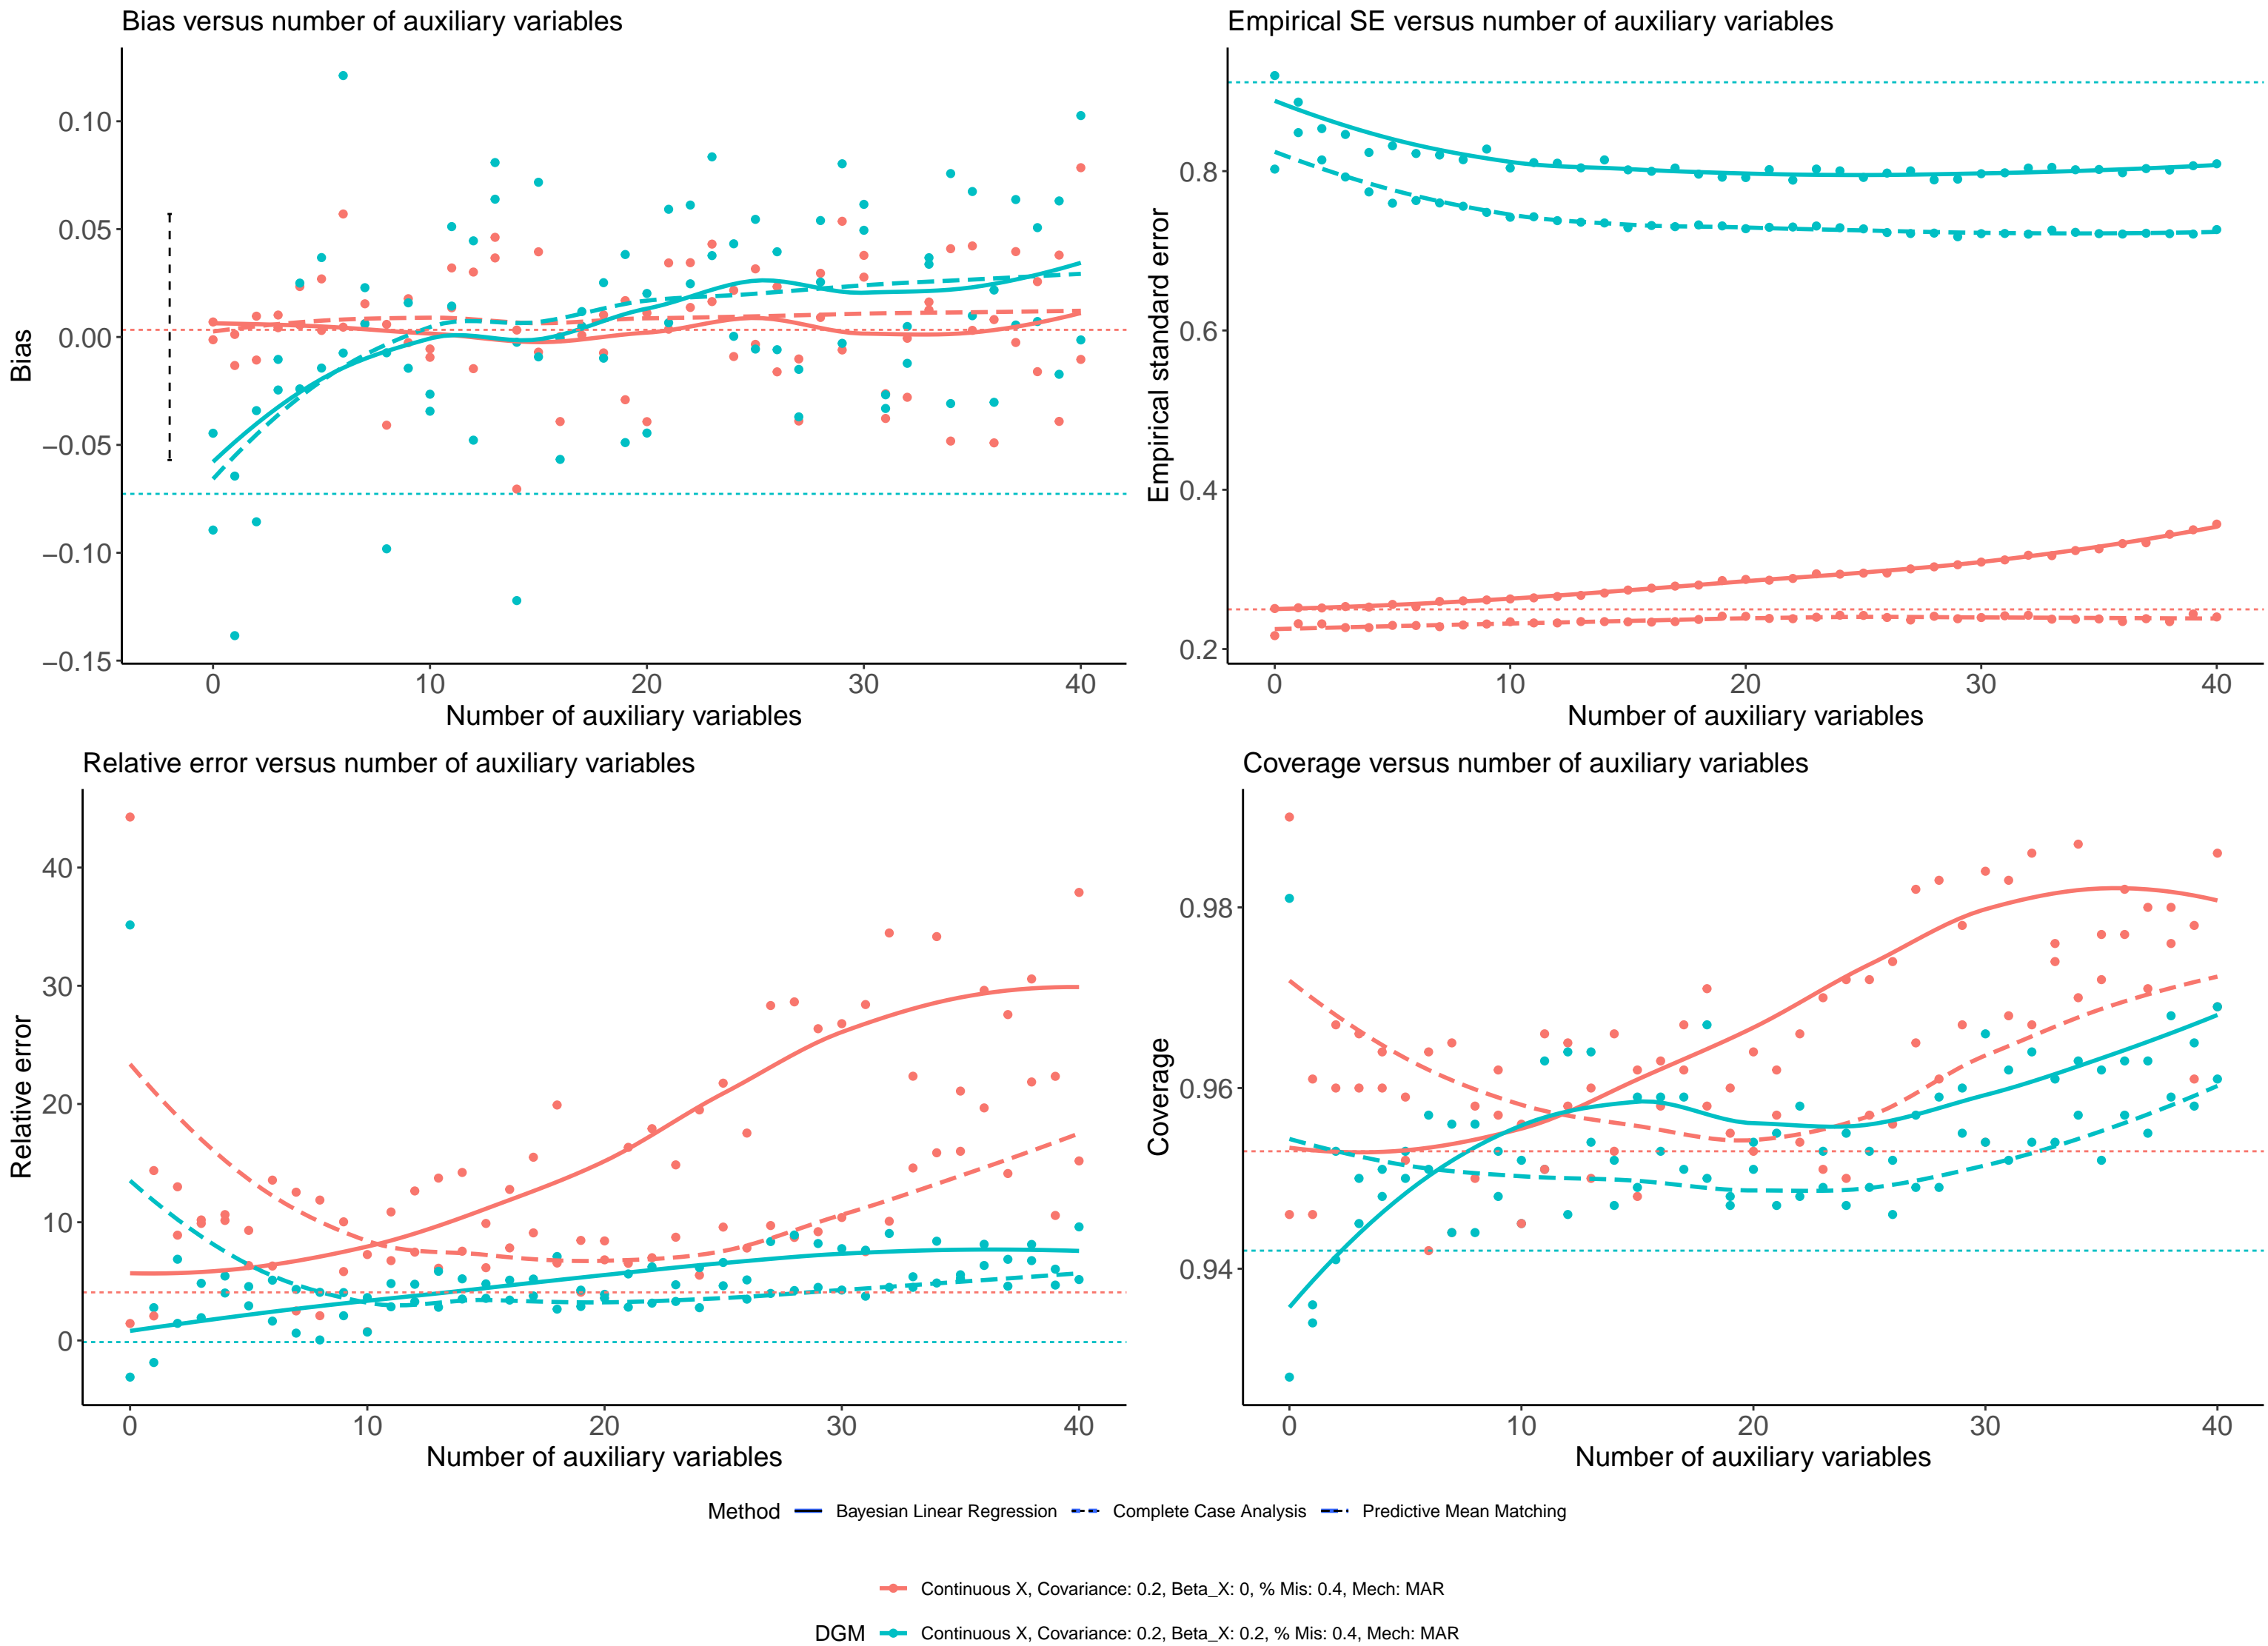 Bias versus number of auxiliary variables
Bias
0.10
0.05
0.00
−0.05
−0.10
−0.15
0 10 20 30 40
Number of auxiliary variables
Empirical SE versus number of auxiliary variables
Empirical standard error
0.8
0.6
0.4
0.2
0 10 20 30 40
Number of auxiliary variables
Relative error versus number of auxiliary variables
Relative error
40
30
20
10
0
0 10 20 30 40
Number of auxiliary variables
Coverage versus number of auxiliary variables
Coverage
0.98
0.96
0.94
0 10 20 30 40
Number of auxiliary variables
Method Bayesian Linear Regression Complete Case Analysis Predictive Mean Matching
Continuous X, Covariance: 0.2, Beta_X: 0, % Mis: 0.4, Mech: MAR
DGM Continuous X, Covariance: 0.2, Beta_X: 0.2, % Mis: 0.4, Mech: MAR